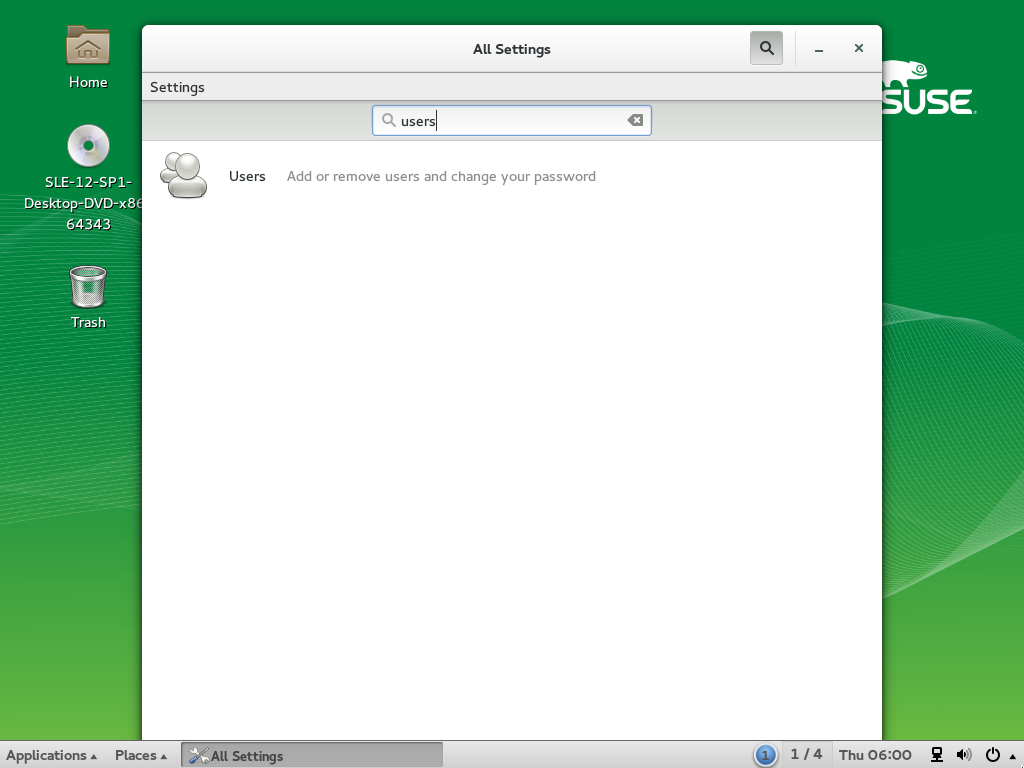 Home
SLE-12-SP1-
Desktop-DVD-x86
64343
Trash
All Settings
Settings
users
Users Add or remove users and change your password
SUSE
Applications Places All Settings 1 1 / 4 Thu 06:00